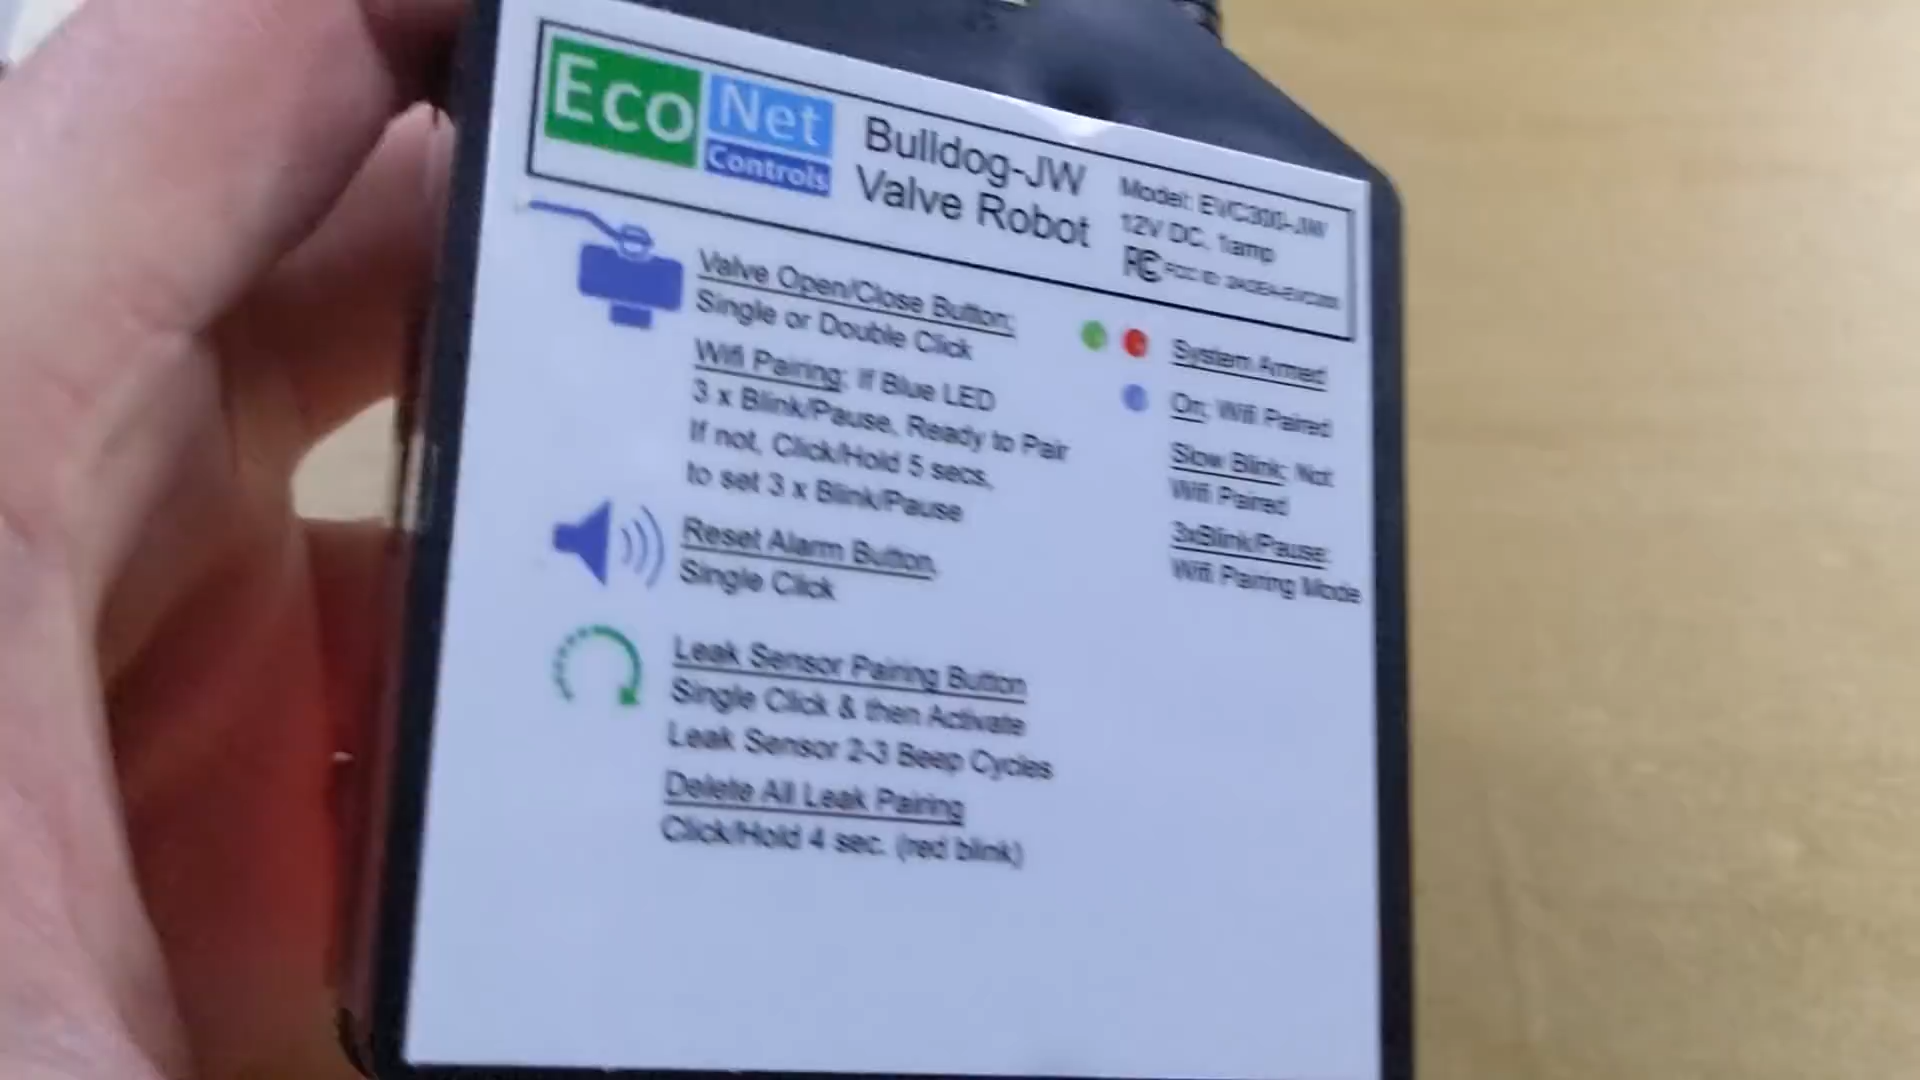 Eco Net Controls
Bulldog-JW
Valve Robot
Model: EVC300-JW
12V DC, 1amp
FC FCC ID:
Valve Open/Close Button;
Single or Double Click
Wifi Pairing; If Blue LED
3 x Blink/Pause, Ready to Pair
If not, Click/Hold 5 secs,
to set 3 x Blink/Pause
Reset Alarm Button,
Single Click
Leak Sensor Pairing Button
Single Click & then Activate
Leak Sensor 2-3 Beep Cycles
Delete All Leak Pairing
Click/Hold 4 sec. (red blink)
System Armed
On; Wifi Paired
Slow Blink; Not
Wifi Paired
3xBlink/Pause:
Wifi Pairing Mode